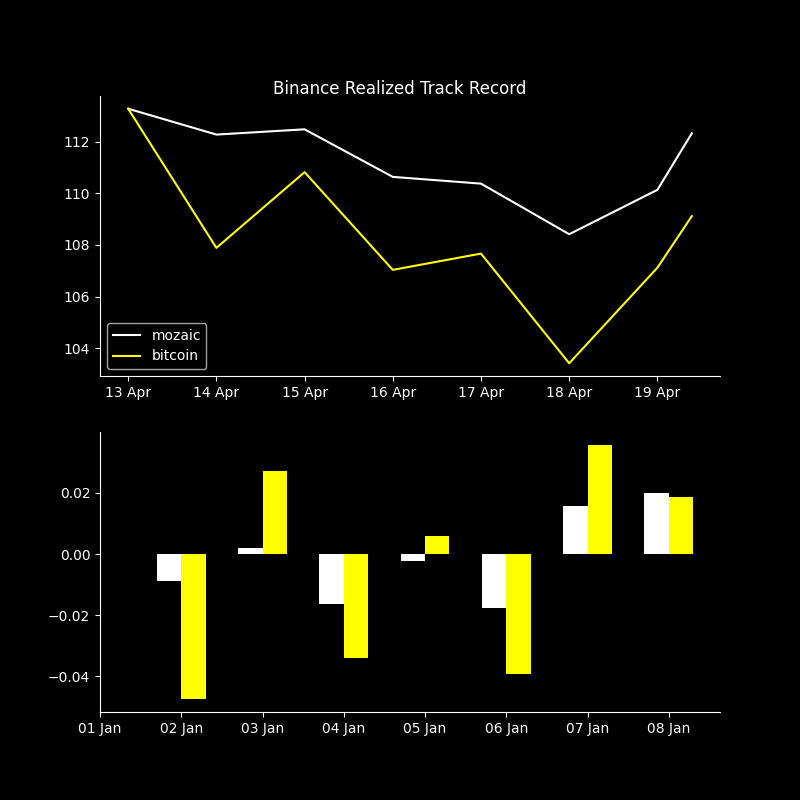 Binance Realized Track Record
112
110
108
106
104
mozaic
bitcoin
13 Apr 14 Apr 15 Apr 16 Apr 17 Apr 18 Apr 19 Apr
0.02
0.00
−0.02
−0.04
01 Jan 02 Jan 03 Jan 04 Jan 05 Jan 06 Jan 07 Jan 08 Jan